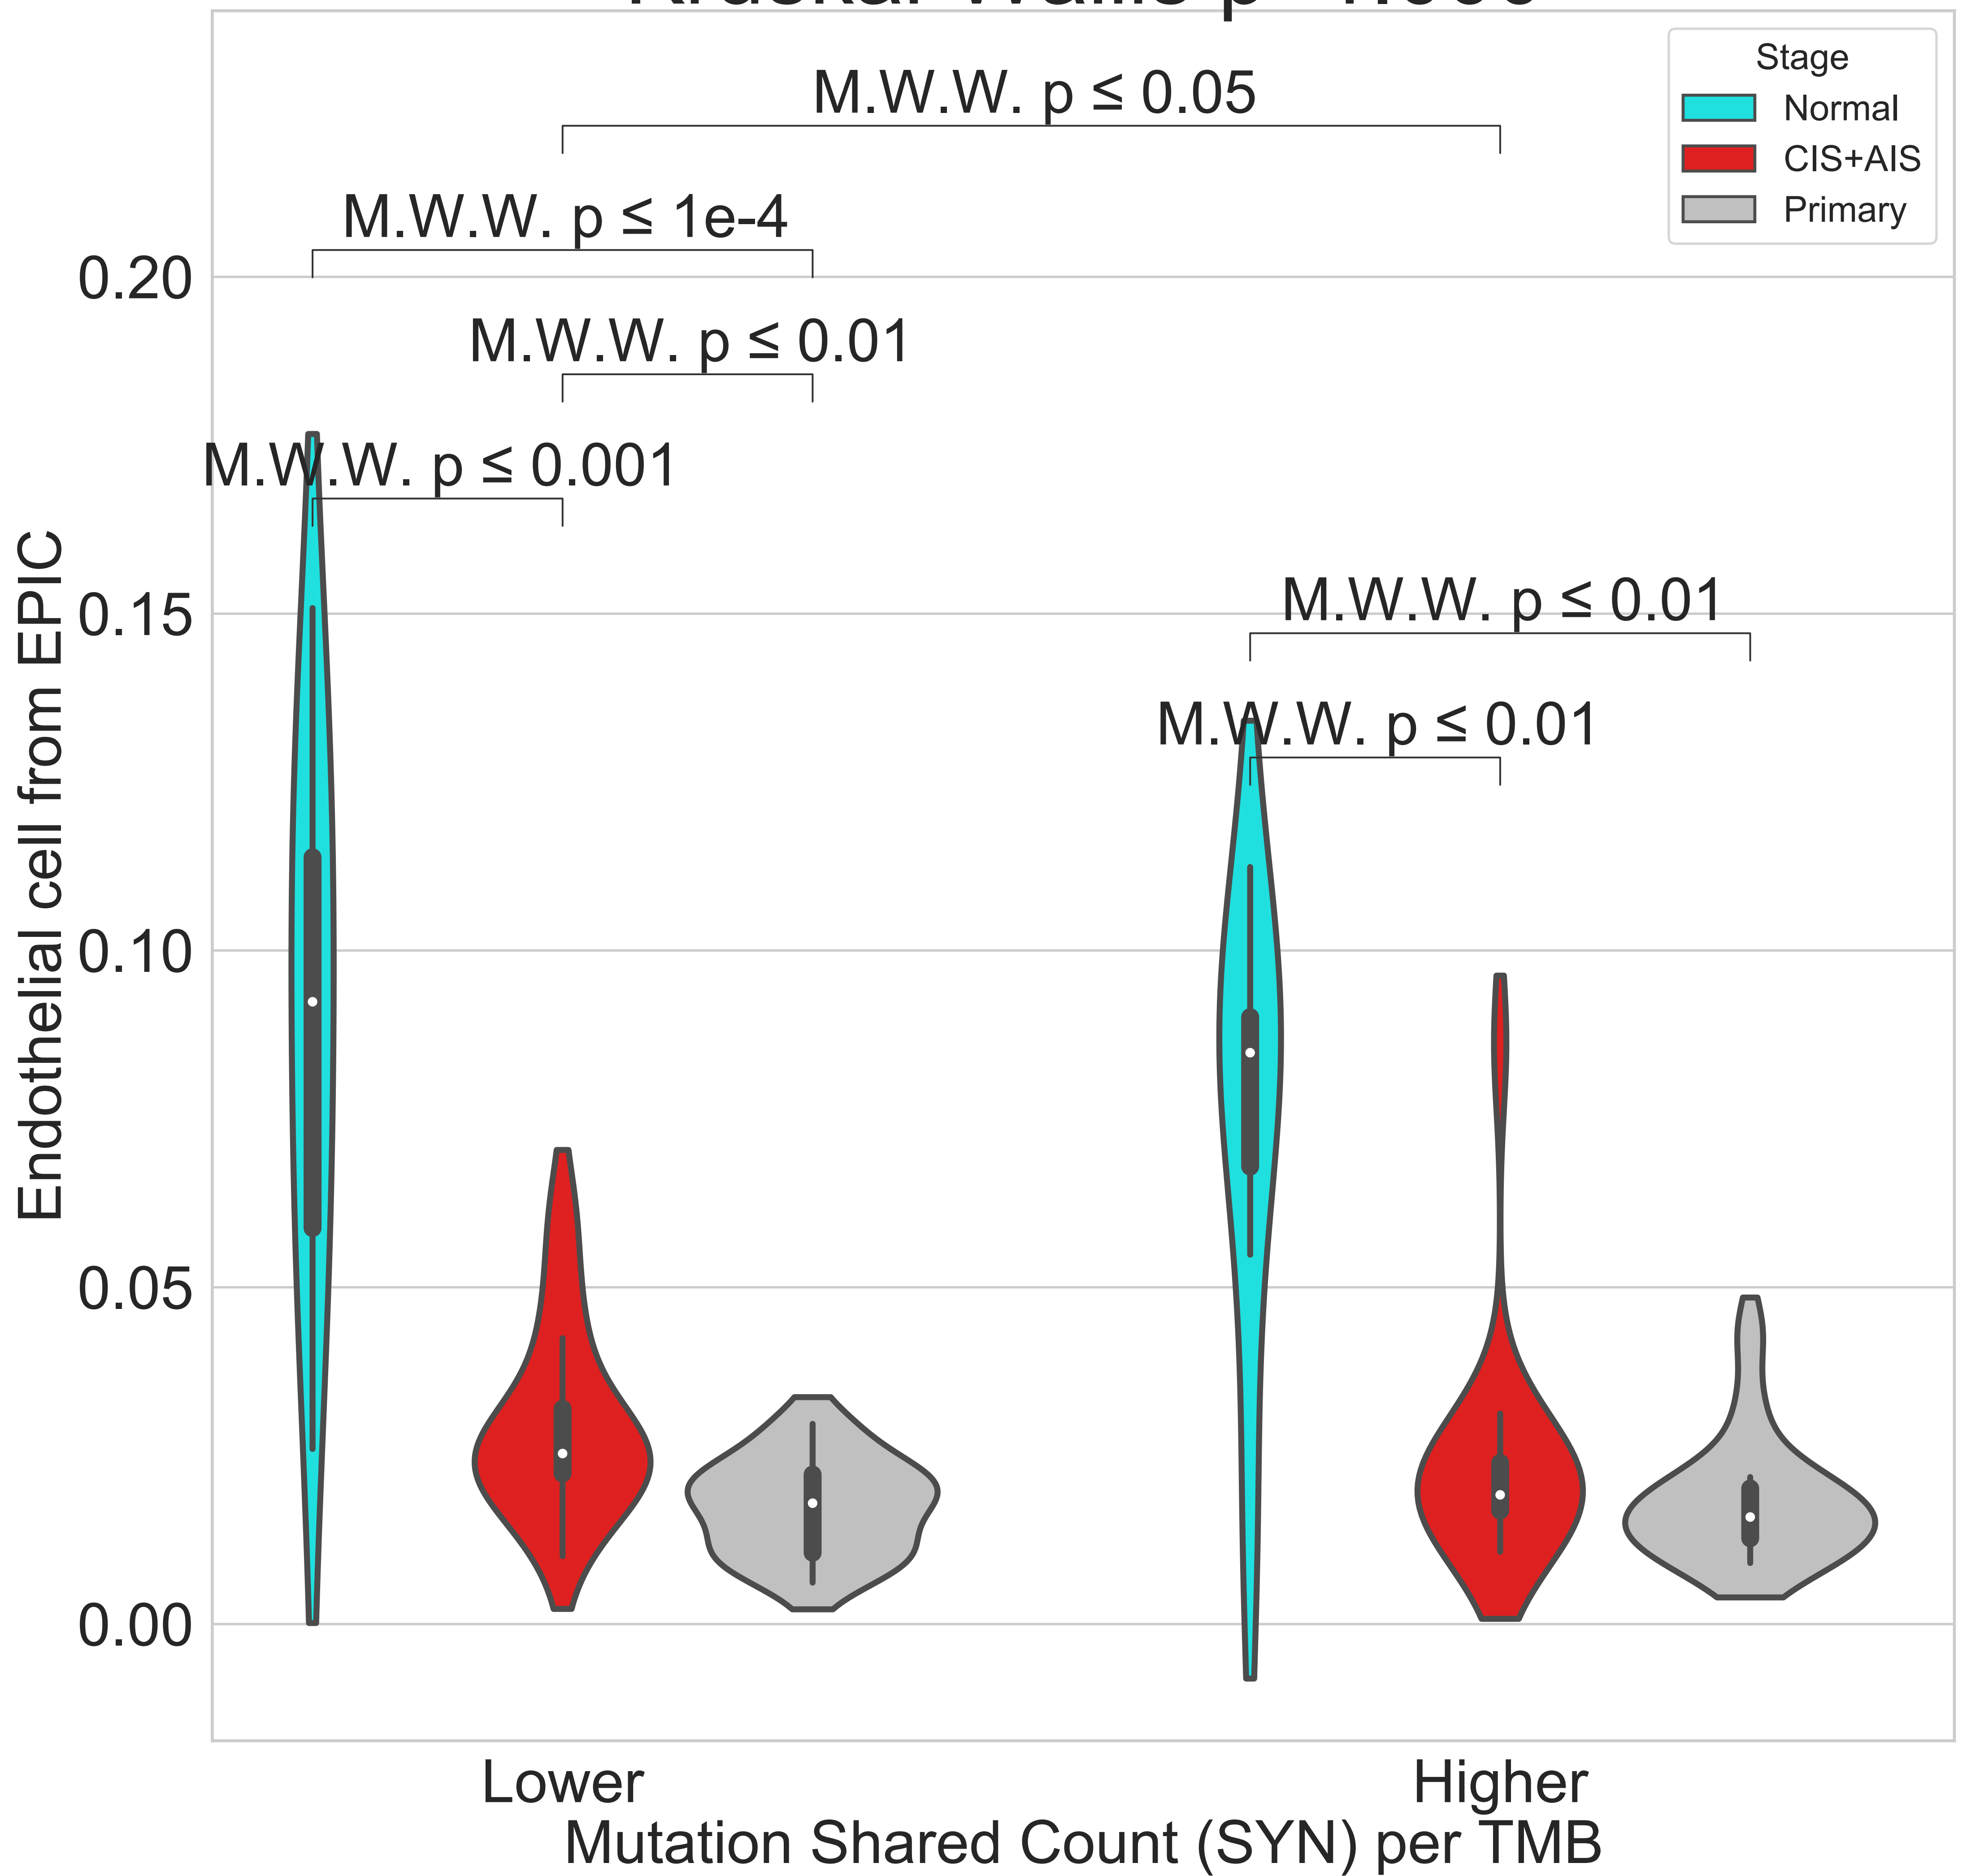 Stage
Normal
CIS+AIS
Primary
M.W.W. p ≤ 0.05
M.W.W. p ≤ 1e-4
M.W.W. p ≤ 0.01
M.W.W. p ≤ 0.001
M.W.W. p ≤ 0.01
M.W.W. p ≤ 0.01
Endothelial cell from EPIC
0.20
0.15
0.10
0.05
0.00
Lower
Higher
Mutation Shared Count (SYN) per TMB